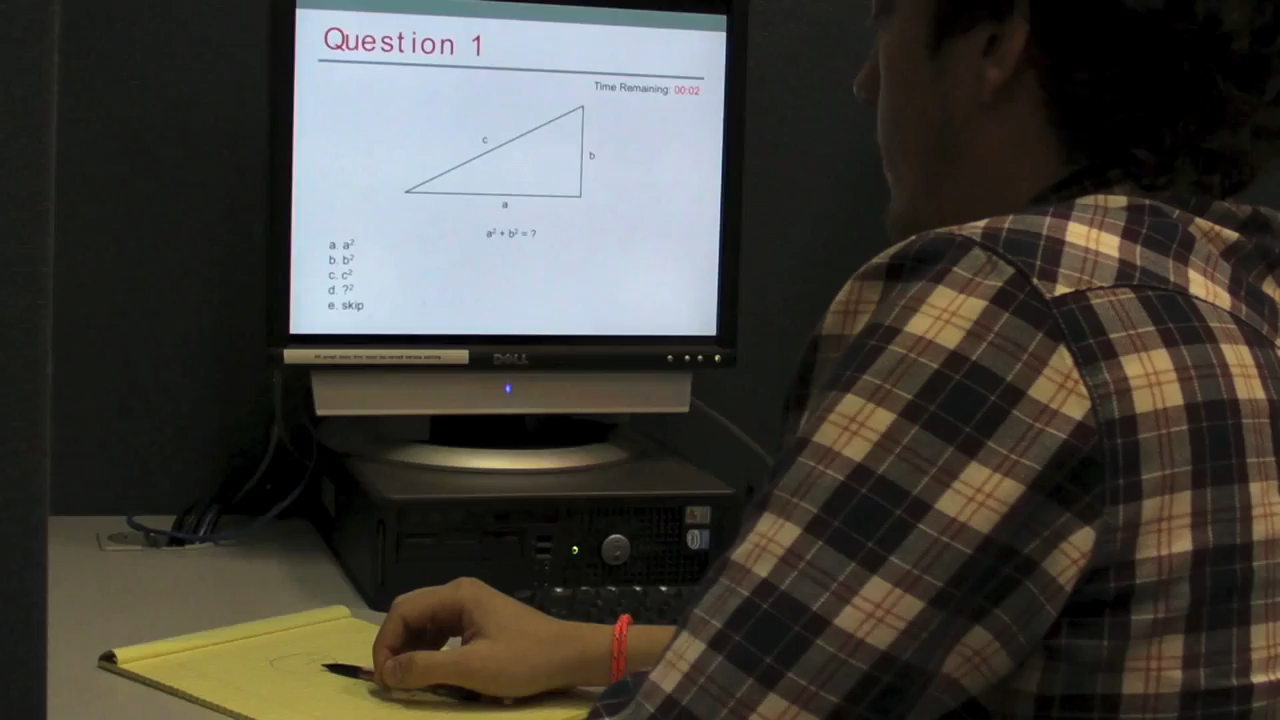 Question 1
Time Remaining: 00:02
c
b
a
a² + b² = ?
a. a²
b. b²
c. c²
d. ?²
e. skip
DELL